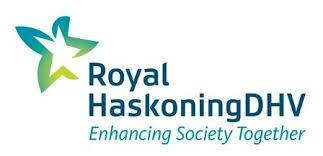 Royal
HaskoningDHV
Enhancing Society Together